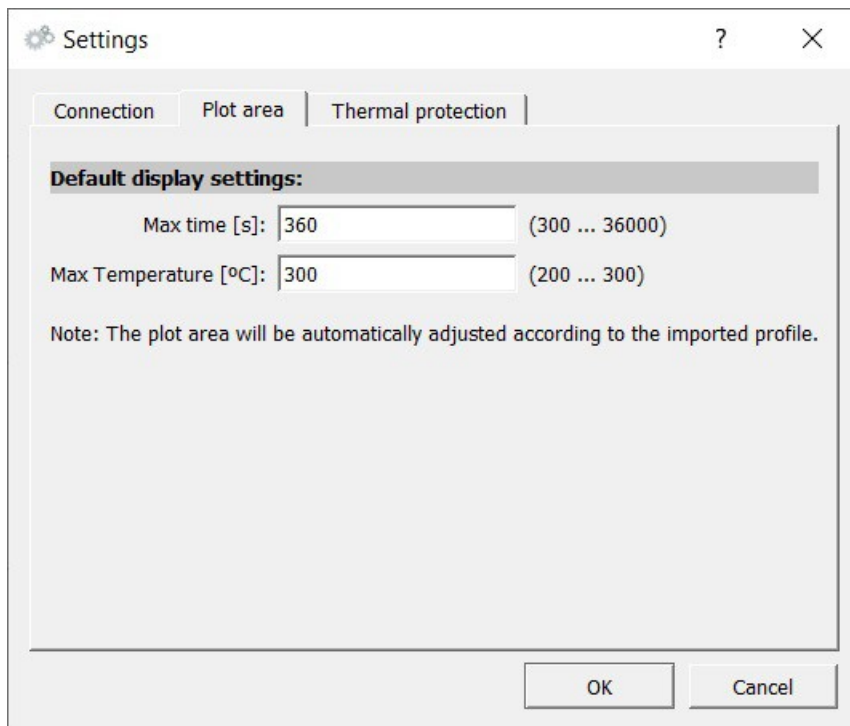 Settings
?
Connection Plot area Thermal protection
Default display settings:
Max time [s]: 360 (300 ... 36000)
Max Temperature [ºC]: 300 (200 ... 300)
Note: The plot area will be automatically adjusted according to the imported profile.
OK Cancel